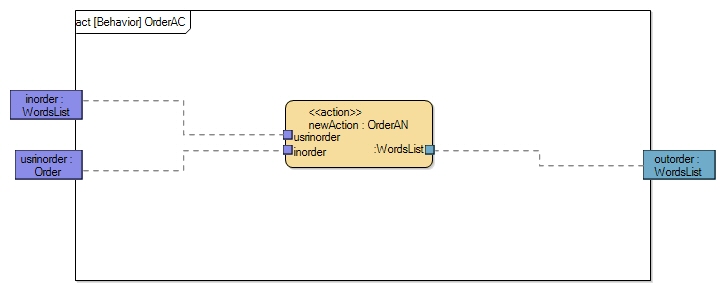 act [Behavior] OrderAC
inorder :
WordsList
usrinorder :
Order
<<action>>
newAction : OrderAN
usrinorder
inorder
:WordsList
outorder :
WordsList